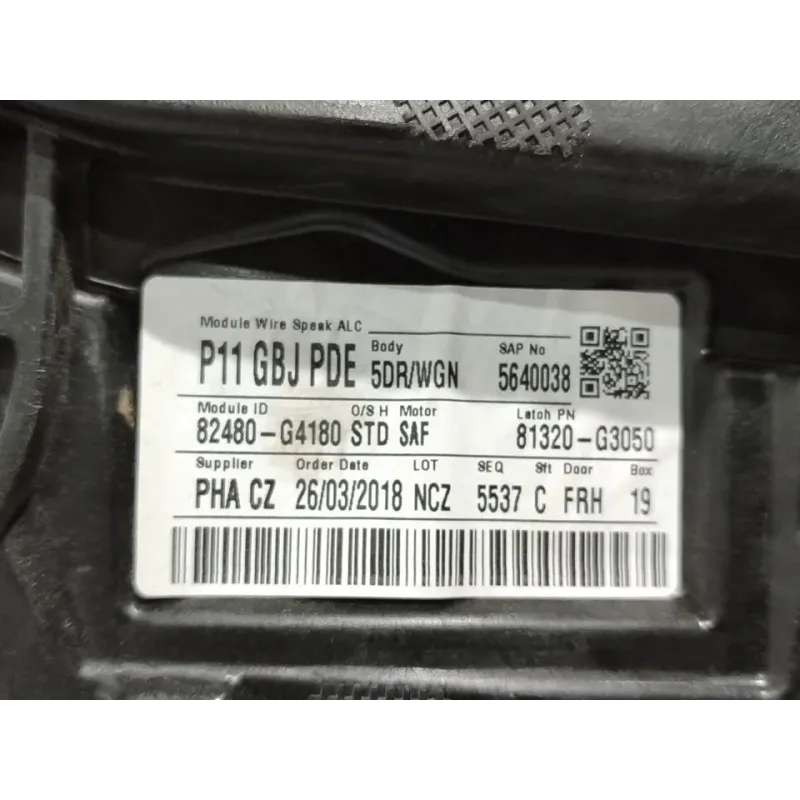 Module Wire Speak ALC Body SAP No
P11 GBJ PDE 5DR/WGN 5640038
Module ID O/S H Motor Latch PN
82480-G4180 STD SAF 81320-G3050
Supplier Order Date LOT SEQ Sft Door Box
PHA CZ 26/03/2018 NCZ 5537 C FRH 19